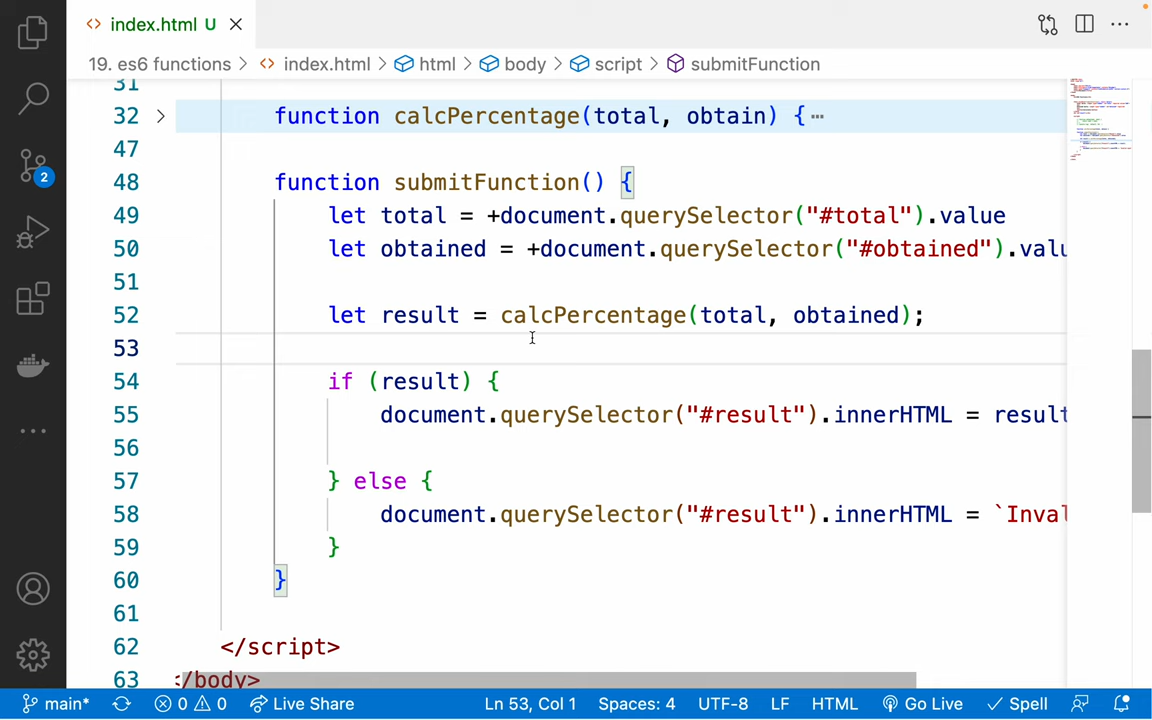 index.html U
19. es6 functions > index.html > html > body > script > submitFunction
31
32 function calcPercentage(total, obtain) {…
47
48 function submitFunction() {
49 let total = +document.querySelector("#total").value
50 let obtained = +document.querySelector("#obtained").valu
51
52 let result = calcPercentage(total, obtained);
53
54 if (result) {
55 document.querySelector("#result").innerHTML = result
56
57 } else {
58 document.querySelector("#result").innerHTML = `Inval
59 }
60 }
61
62 </script>
63 </body>
2
main* 0 0 Live Share Ln 53, Col 1 Spaces: 4 UTF-8 LF HTML Go Live Spell